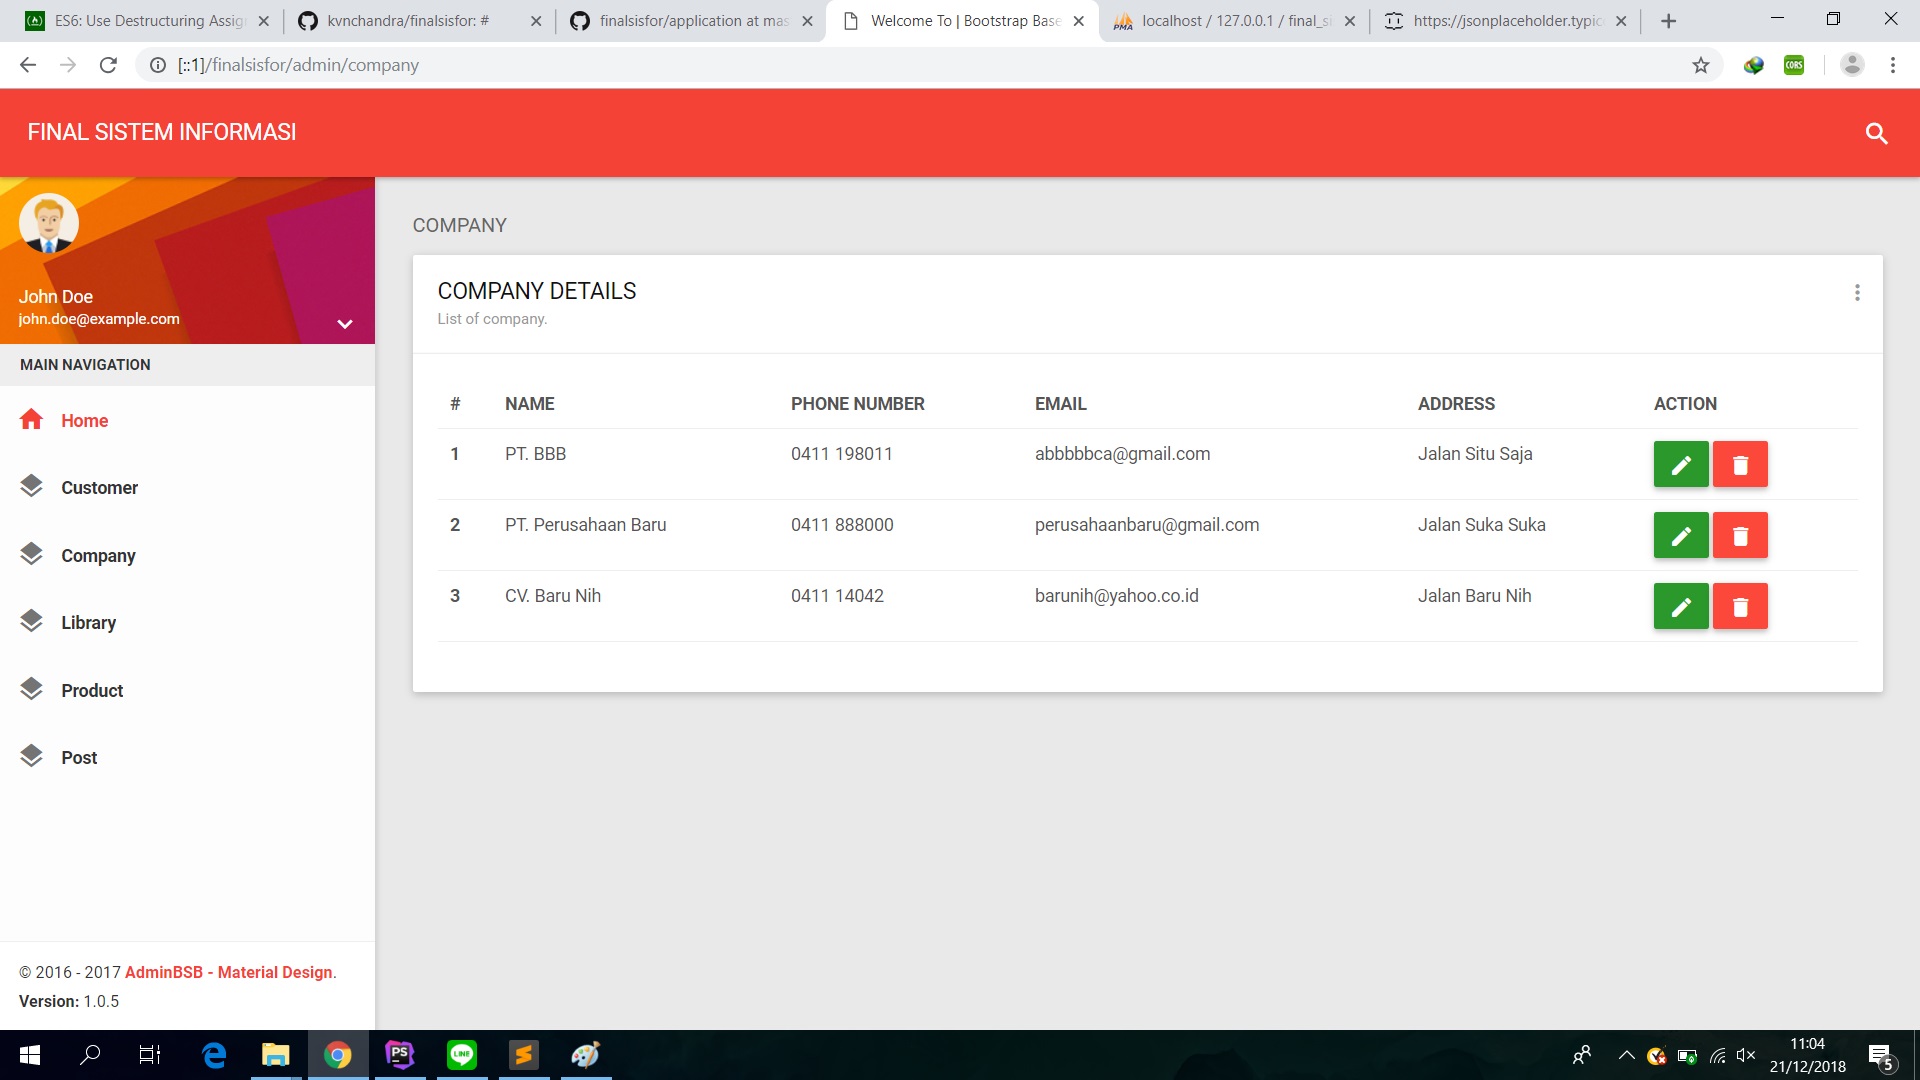 ES6: Use Destructuring Assig
kvnchandra/finalsisfor: #
finalsisfor/application at mas
Welcome To | Bootstrap Base
localhost / 127.0.0.1 / final_si
https://jsonplaceholder.typic
[::1]/finalsisfor/admin/company
CORS
FINAL SISTEM INFORMASI
John Doe
john.doe@example.com
MAIN NAVIGATION
Home
Customer
Company
Library
Product
Post
© 2016 - 2017 AdminBSB - Material Design.
Version: 1.0.5
COMPANY
COMPANY DETAILS
List of company.
# NAME PHONE NUMBER EMAIL ADDRESS ACTION
1 PT. BBB 0411 198011 abbbbbca@gmail.com Jalan Situ Saja
2 PT. Perusahaan Baru 0411 888000 perusahaanbaru@gmail.com Jalan Suka Suka
3 CV. Baru Nih 0411 14042 barunih@yahoo.co.id Jalan Baru Nih
PS
LINE
11:04
21/12/2018
5